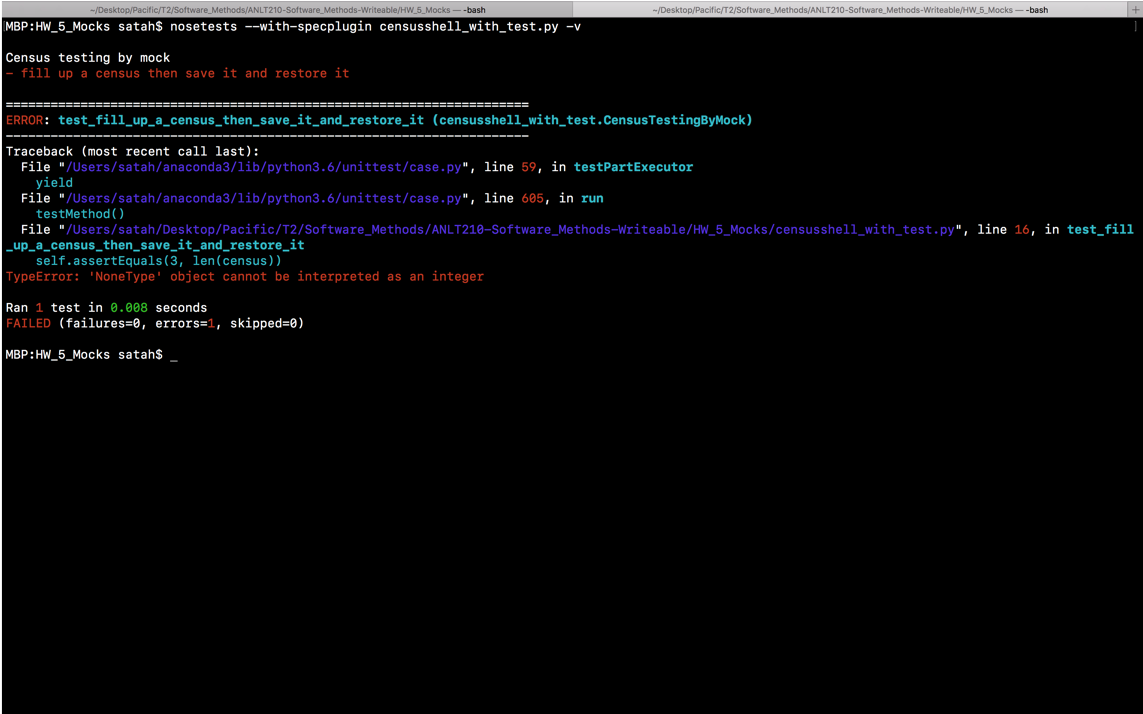 ~/Desktop/Pacific/T2/Software_Methods/ANLT210-Software_Methods-Writeable/HW_5_Mocks — -bash
~/Desktop/Pacific/T2/Software_Methods/ANLT210-Software_Methods-Writeable/HW_5_Mocks — -bash
+
MBP:HW_5_Mocks satah$ nosetests --with-specplugin censusshell_with_test.py -v
Census testing by mock
- fill up a census then save it and restore it
======================================================================
ERROR: test_fill_up_a_census_then_save_it_and_restore_it (censusshell_with_test.CensusTestingByMock)
----------------------------------------------------------------------
Traceback (most recent call last):
File "/Users/satah/anaconda3/lib/python3.6/unittest/case.py", line 59, in testPartExecutor
yield
File "/Users/satah/anaconda3/lib/python3.6/unittest/case.py", line 605, in run
testMethod()
File "/Users/satah/Desktop/Pacific/T2/Software_Methods/ANLT210-Software_Methods-Writeable/HW_5_Mocks/censusshell_with_test.py", line 16, in test_fill
_up_a_census_then_save_it_and_restore_it
self.assertEquals(3, len(census))
TypeError: 'NoneType' object cannot be interpreted as an integer
Ran 1 test in 0.008 seconds
FAILED (failures=0, errors=1, skipped=0)
MBP:HW_5_Mocks satah$ _